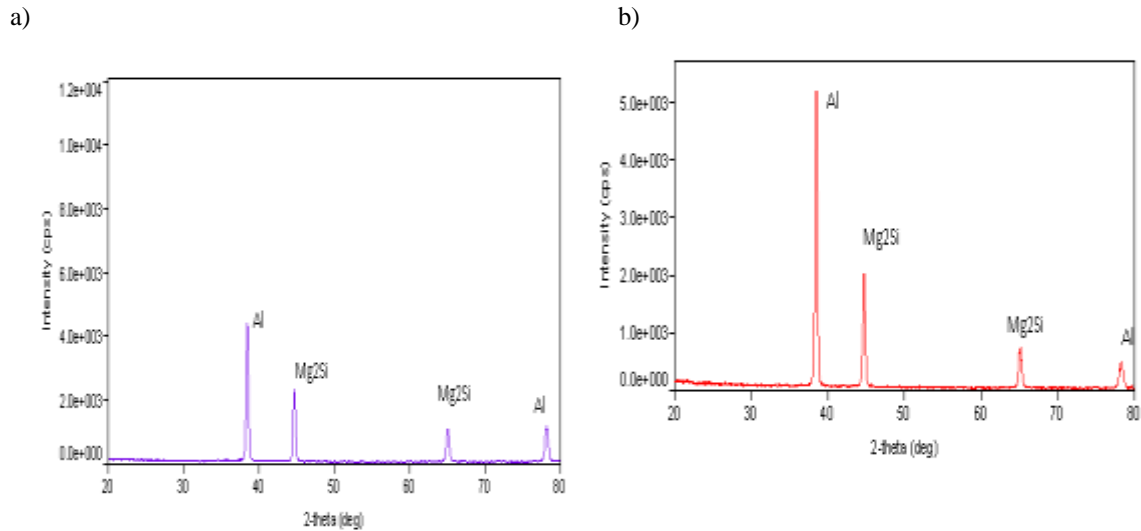 a)
b)
1.2e+004
1.0e+004
8.0e+003
6.0e+003
4.0e+003
2.0e+003
0.0e+000
Intensity (cps)
Al
Mg2Si
Mg2Si
Al
20 30 40 50 60 70 80
2-theta (deg)
5.0e+003
4.0e+003
3.0e+003
2.0e+003
1.0e+003
0.0e+000
Intensity (cps)
Al
Mg2Si
Mg2Si
Al
20 30 40 50 60 70 80
2-theta (deg)